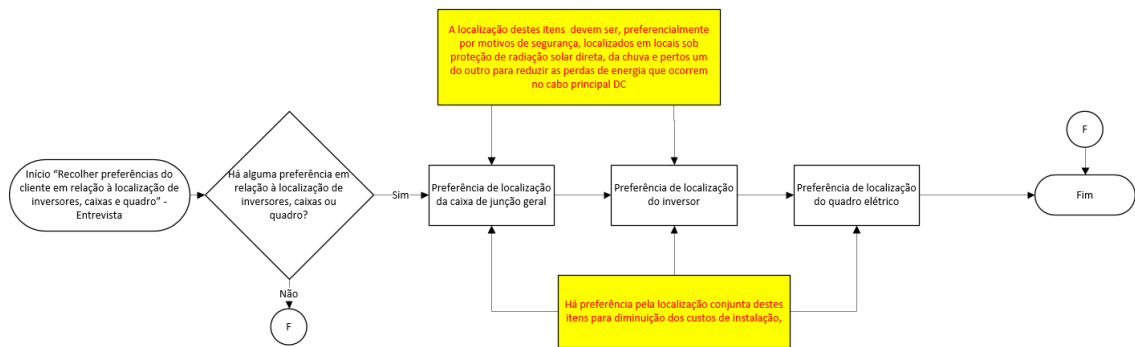 A localização destes itens  devem ser, preferencialmente
por motivos de segurança, localizados em locais sob
proteção de radiação solar direta, da chuva e pertos um
do outro para reduzir as perdas de energia que ocorrem
no cabo principal DC
Início “Recolher preferências do
cliente em relação à localização de
inversores, caixas e quadro” -
Entrevista
Há alguma preferência em
relação à localização de
inversores, caixas ou
quadro?
Sim
Preferência de localização
da caixa de junção geral
Preferência de localização
do inversor
Preferência de localização
do quadro elétrico
F
Fim
Não
F
Há preferência pela localização conjunta destes
itens para diminuição dos custos de instalação,